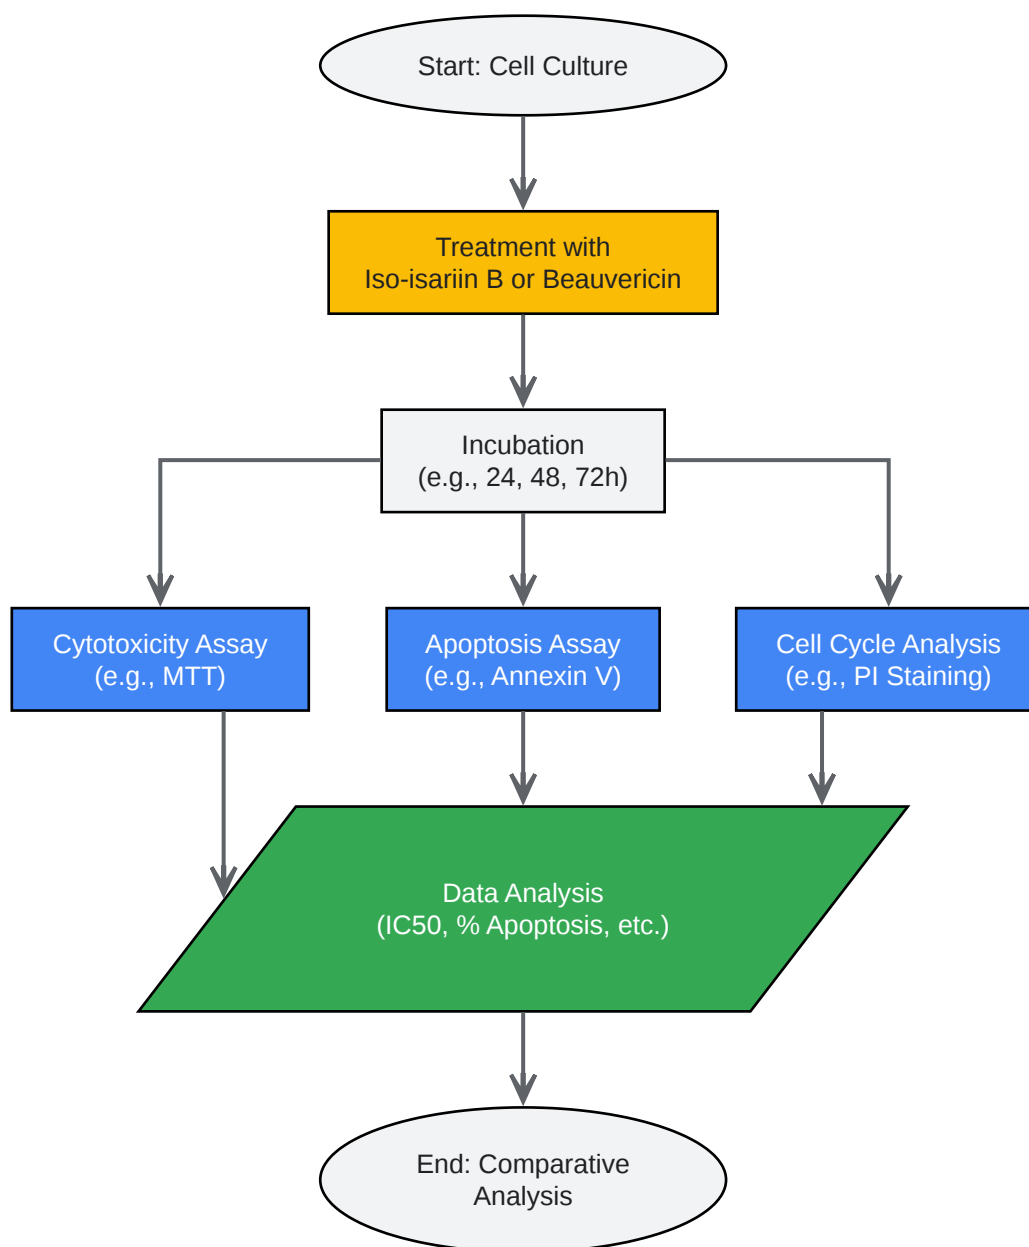 Start: Cell Culture
Treatment with
Iso-isariin B or Beauvericin
Incubation
(e.g., 24, 48, 72h)
Cytotoxicity Assay
(e.g., MTT)
Apoptosis Assay
(e.g., Annexin V)
Cell Cycle Analysis
(e.g., PI Staining)
Data Analysis
(IC50, % Apoptosis, etc.)
End: Comparative
Analysis